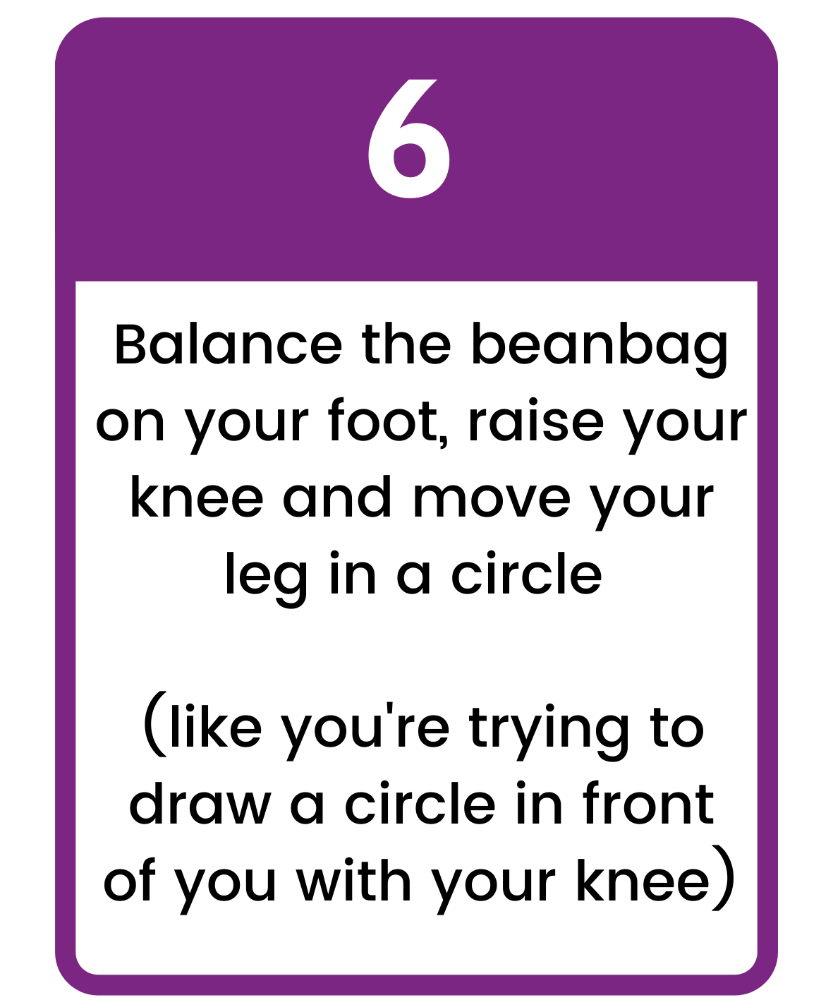 6
Balance the beanbag
on your foot, raise your
knee and move your
leg in a circle
(like you're trying to
draw a circle in front
of you with your knee)